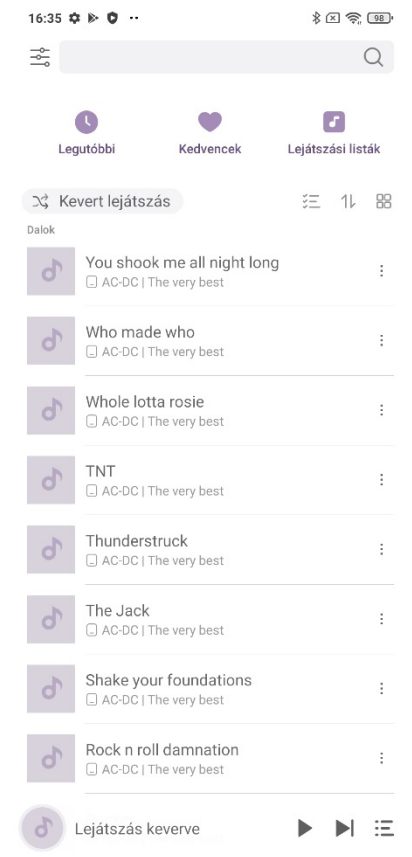 16:35 98
Legutóbbi Kedvencek Lejátszási listák
Kevert lejátszás
Dalok
You shook me all night long
AC-DC | The very best
Who made who
AC-DC | The very best
Whole lotta rosie
AC-DC | The very best
TNT
AC-DC | The very best
Thunderstruck
AC-DC | The very best
The Jack
AC-DC | The very best
Shake your foundations
AC-DC | The very best
Rock n roll damnation
AC-DC | The very best
Lejátszás keverve